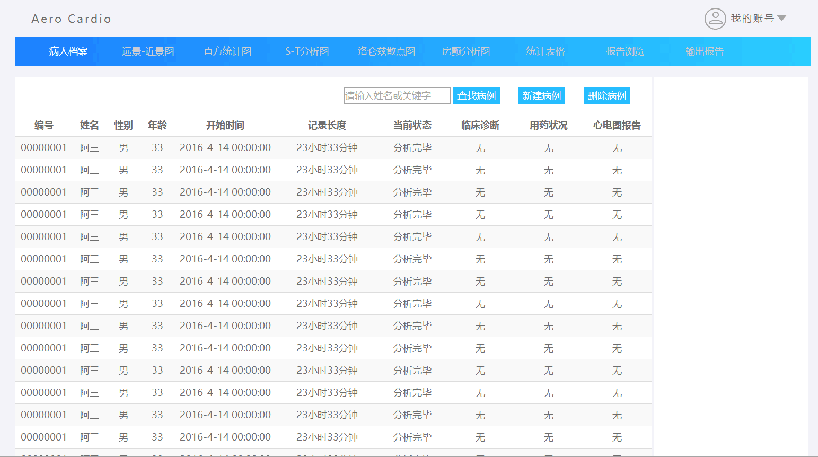 Aero Cardio 我的账号
病人档案 远景-近景图 直方统计图 S-T分析图 洛仑兹散点图 房颤分析图 统计表格 报告浏览 输出报告
请输入姓名或关键字 查找病例 新建病例 删除病例
编号 姓名 性别 年龄 开始时间 记录长度 当前状态 临床诊断 用药状况 心电图报告
00000001 阿三 男 33 2016-4-14 00:00:00 23小时33分钟 分析完毕 无 无 无
00000001 阿三 男 33 2016-4-14 00:00:00 23小时33分钟 分析完毕 无 无 无
00000001 阿三 男 33 2016-4-14 00:00:00 23小时33分钟 分析完毕 无 无 无
00000001 阿三 男 33 2016-4-14 00:00:00 23小时33分钟 分析完毕 无 无 无
00000001 阿三 男 33 2016-4-14 00:00:00 23小时33分钟 分析完毕 无 无 无
00000001 阿三 男 33 2016-4-14 00:00:00 23小时33分钟 分析完毕 无 无 无
00000001 阿三 男 33 2016-4-14 00:00:00 23小时33分钟 分析完毕 无 无 无
00000001 阿三 男 33 2016-4-14 00:00:00 23小时33分钟 分析完毕 无 无 无
00000001 阿三 男 33 2016-4-14 00:00:00 23小时33分钟 分析完毕 无 无 无
00000001 阿三 男 33 2016-4-14 00:00:00 23小时33分钟 分析完毕 无 无 无
00000001 阿三 男 33 2016-4-14 00:00:00 23小时33分钟 分析完毕 无 无 无
00000001 阿三 男 33 2016-4-14 00:00:00 23小时33分钟 分析完毕 无 无 无
00000001 阿三 男 33 2016-4-14 00:00:00 23小时33分钟 分析完毕 无 无 无
00000001 阿三 男 33 2016-4-14 00:00:00 23小时33分钟 分析完毕 无 无 无